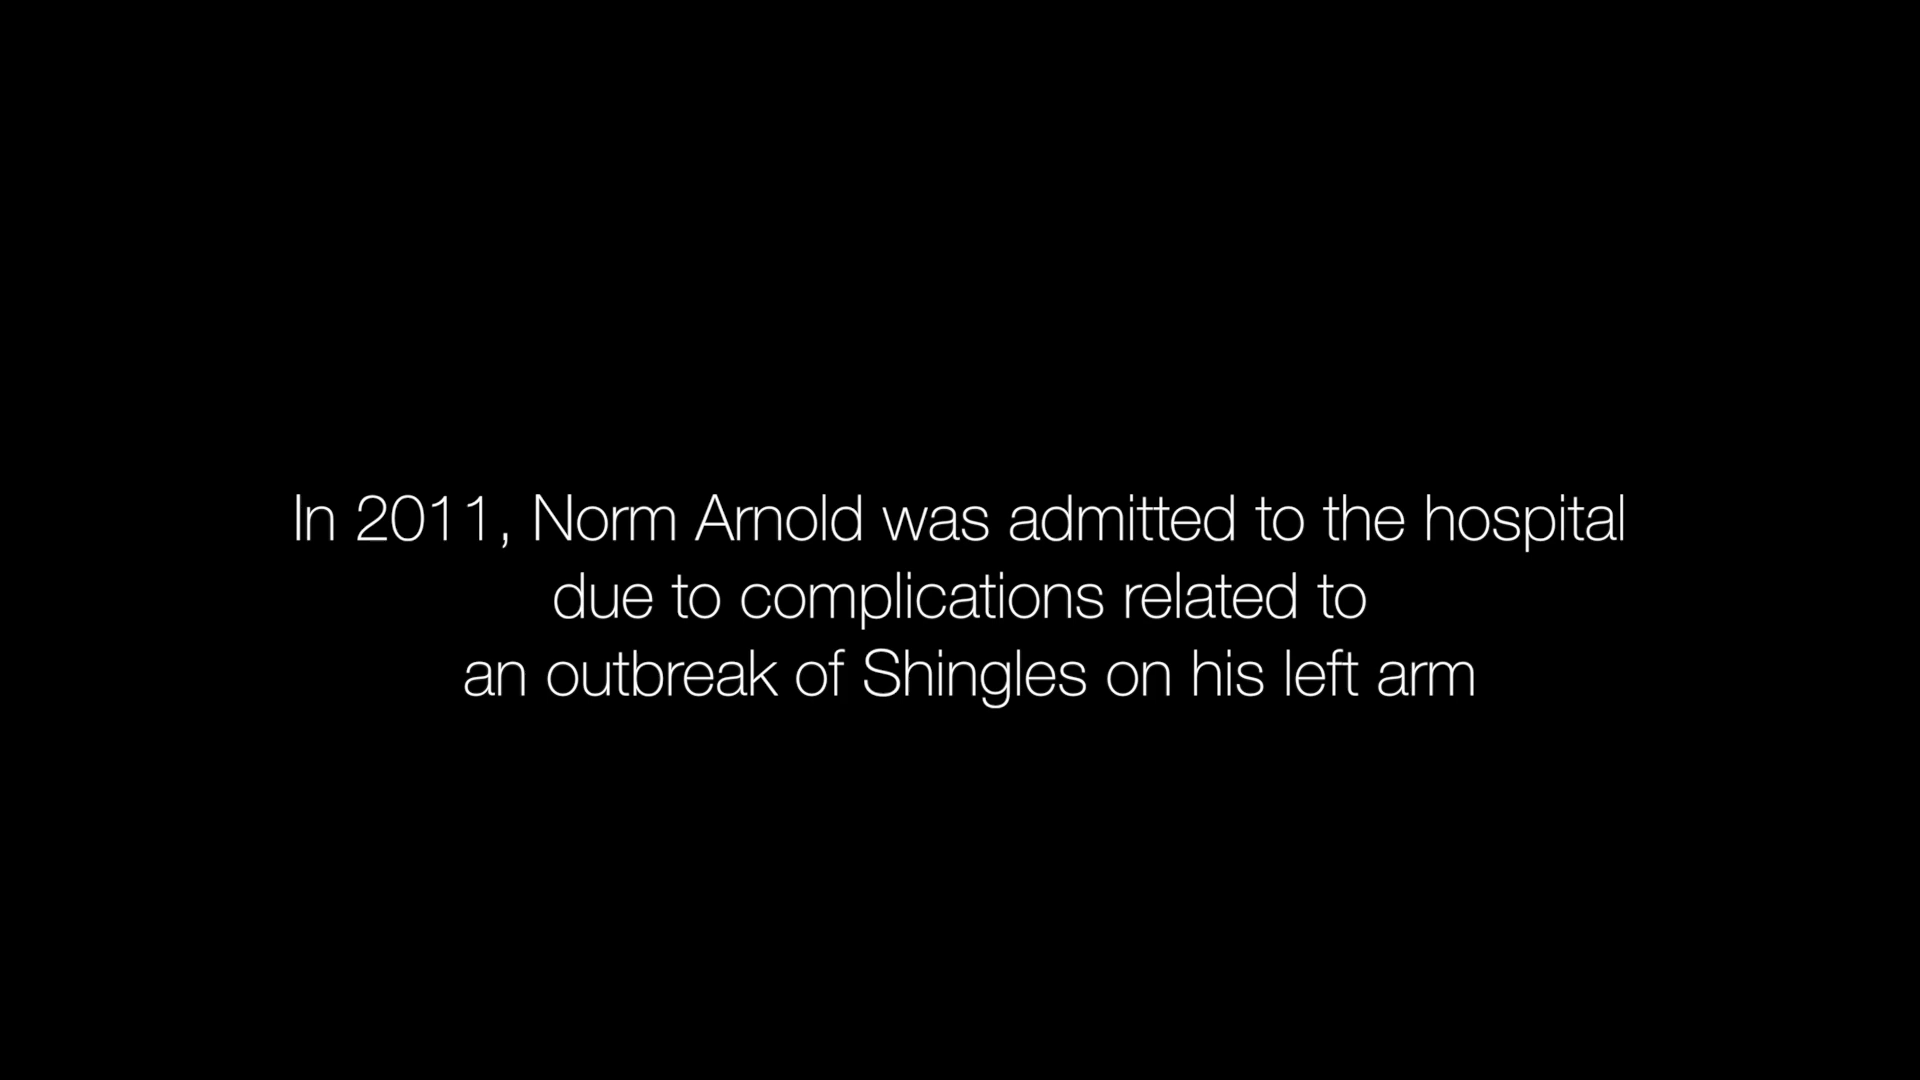 In 2011, Norm Arnold was admitted to the hospital
due to complications related to
an outbreak of Shingles on his left arm